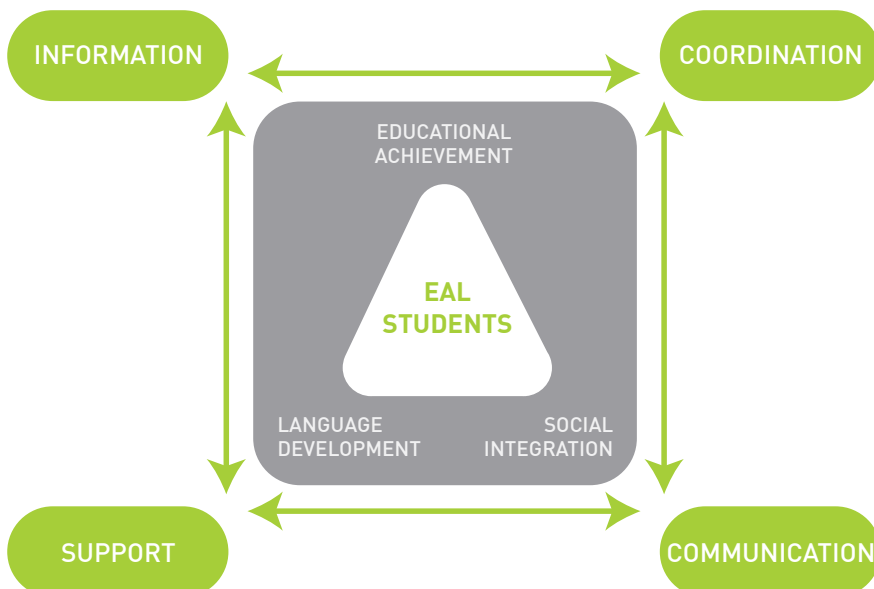 INFORMATION
COORDINATION
EDUCATIONAL
ACHIEVEMENT
EAL
STUDENTS
LANGUAGE
DEVELOPMENT
SOCIAL
INTEGRATION
SUPPORT
COMMUNICATION